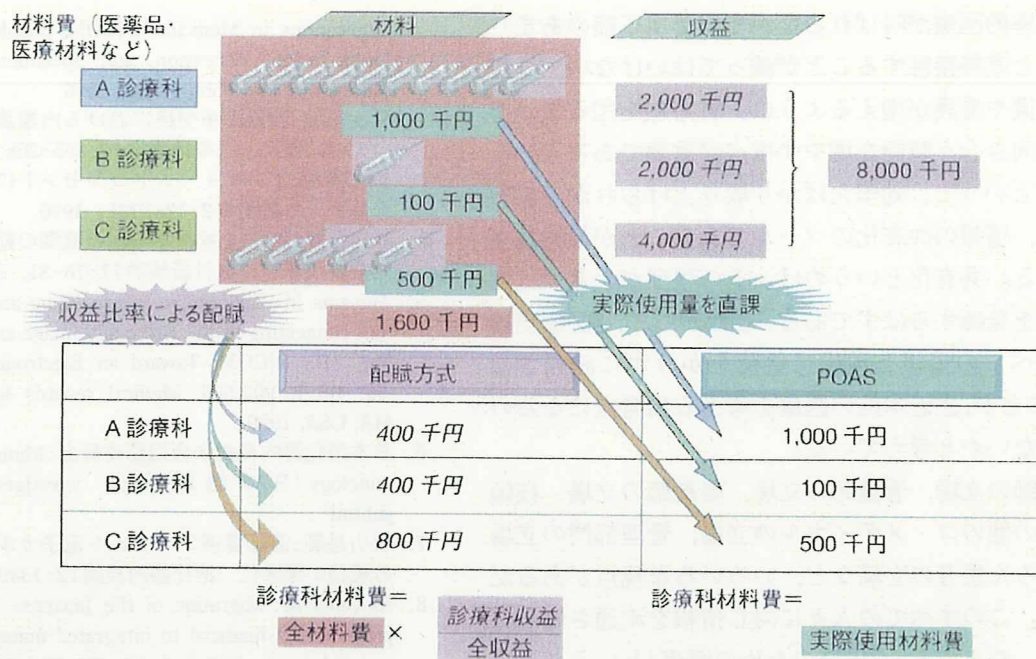 材料費（医薬品・
医療材料など）
材料
収益
A 診療科
1,000 千円
2,000 千円
B 診療科
100 千円
2,000 千円
8,000 千円
C 診療科
500 千円
4,000 千円
収益比率による配賦
1,600 千円
実際使用量を直課
配賦方式
POAS
A 診療科
400 千円
1,000 千円
B 診療科
400 千円
100 千円
C 診療科
800 千円
500 千円
診療科材料費＝
全材料費 ×
診療科収益
全収益
診療科材料費＝
実際使用材料費